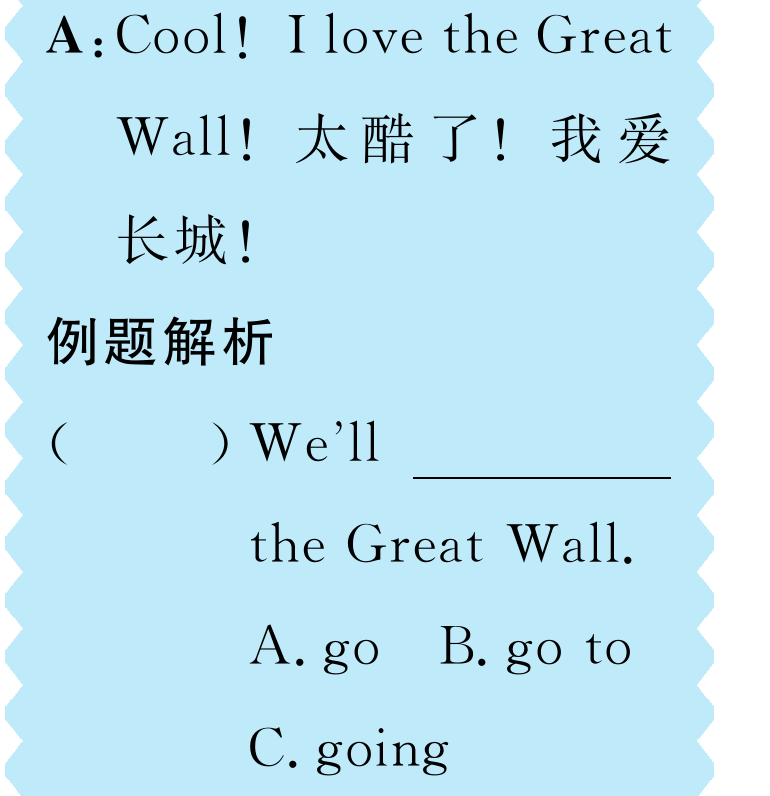 A:Cool! I love the Great
Wall! 太酷了!我爱
长城!
例题解析
(    )We'll ________
the Great Wall.
A. go B. go to
C. going